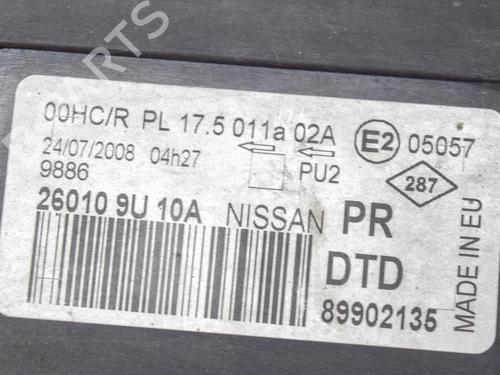 PARTS
00HC/R PL 17.5 011a 02A E2 05057
24/07/2008 04h27
PU2
287
9886
26010 9U 10A NISSAN PR
DTD
89902135
MADE IN EU